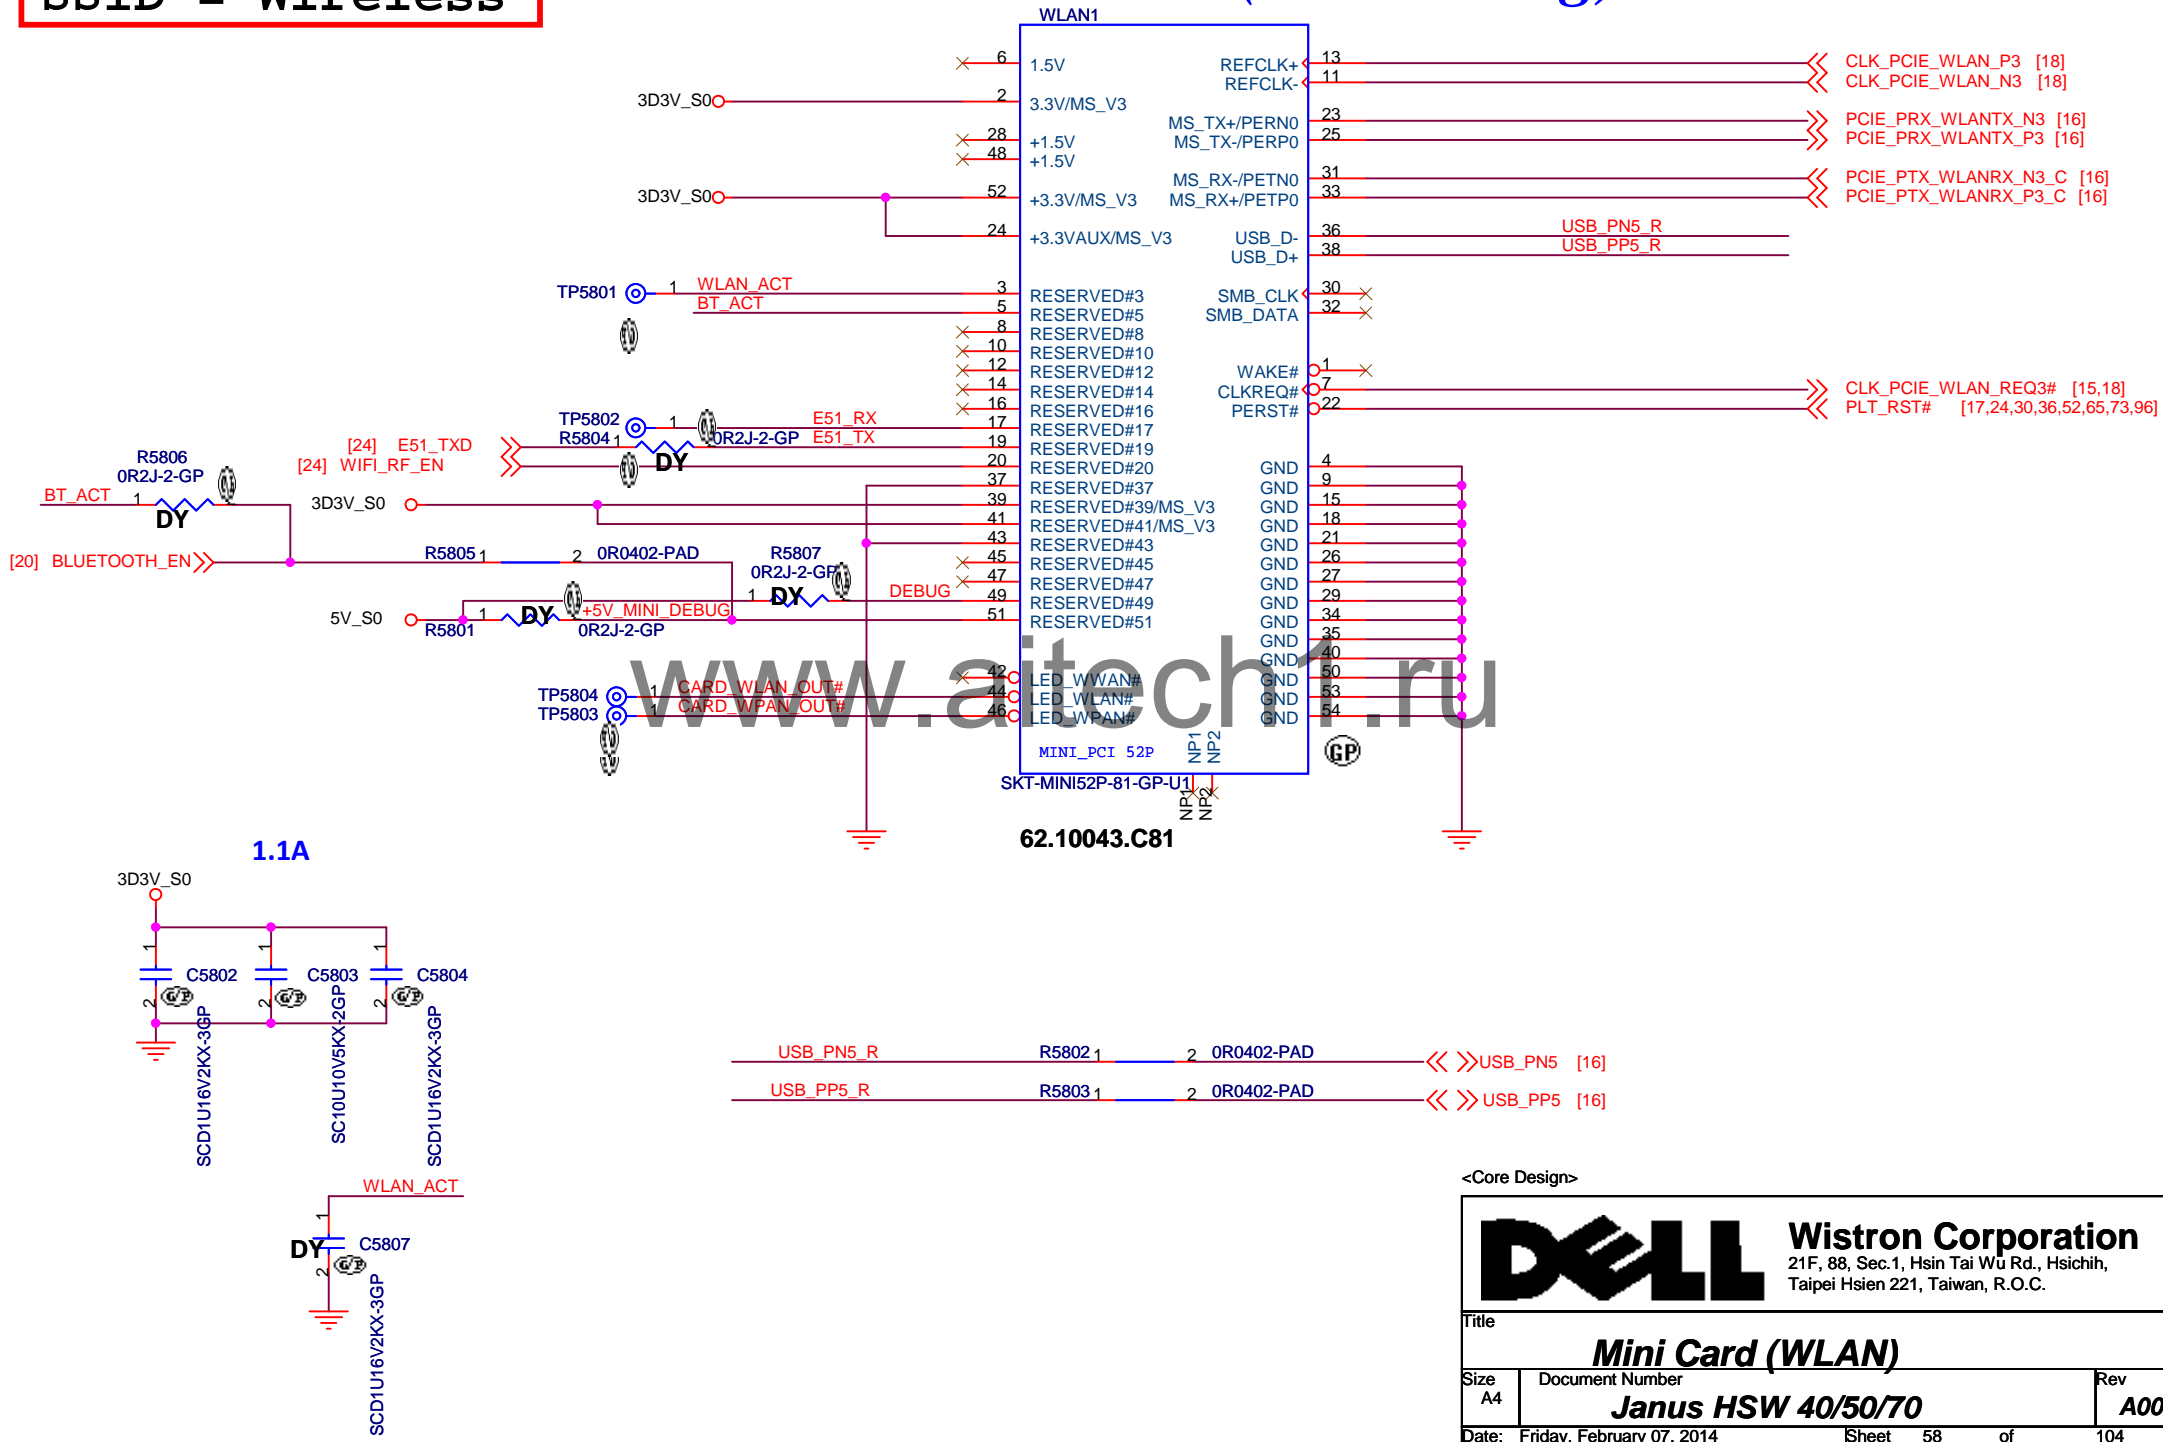 SSID = Wireless
WLAN1
6 1.5V
2 3.3V/MS_V3
28 +1.5V
48 +1.5V
52 +3.3V/MS_V3
24 +3.3VAUX/MS_V3
3 RESERVED#3
5 RESERVED#5
8 RESERVED#8
10 RESERVED#10
12 RESERVED#12
14 RESERVED#14
16 RESERVED#16
17 RESERVED#17
19 RESERVED#19
20 RESERVED#20
37 RESERVED#37
39 RESERVED#39/MS_V3
41 RESERVED#41/MS_V3
43 RESERVED#43
45 RESERVED#45
47 RESERVED#47
49 RESERVED#49
51 RESERVED#51
42 LED_WWAN#
44 LED_WLAN#
46 LED_WPAN#
MINI_PCI 52P
REFCLK+ 13 CLK_PCIE_WLAN_P3 [18]
REFCLK- 11 CLK_PCIE_WLAN_N3 [18]
MS_TX+/PERN0 23 PCIE_PRX_WLANTX_N3 [16]
MS_TX-/PERP0 25 PCIE_PRX_WLANTX_P3 [16]
MS_RX-/PETN0 31 PCIE_PTX_WLANRX_N3_C [16]
MS_RX+/PETP0 33 PCIE_PTX_WLANRX_P3_C [16]
USB_D- 36 USB_PN5_R
USB_D+ 38 USB_PP5_R
SMB_CLK 30
SMB_DATA 32
WAKE# 1
CLKREQ# 7 CLK_PCIE_WLAN_REQ3# [15,18]
PERST# 22 PLT_RST# [17,24,30,36,52,65,73,96]
GND 4
GND 9
GND 15
GND 18
GND 21
GND 26
GND 27
GND 29
GND 34
GND 35
GND 40
GND 50
GND 53
GND 54
NP1 NP2
NP1 NP2
GP
SKT-MINI52P-81-GP-U1
62.10043.C81
3D3V_S0
3D3V_S0
TP5801 1 WLAN_ACT
BT_ACT
TP5802 1 E51_RX
R5804 1 0R2J-2-GP E51_TX
DY
[24] E51_TXD
[24] WIFI_RF_EN
R5806
0R2J-2-GP
BT_ACT 1
DY
3D3V_S0
[20] BLUETOOTH_EN
R5805 1 2 0R0402-PAD
R5807
0R2J-2-GP
1 DY DEBUG
5V_S0
R5801 1 DY 2 +5V_MINI_DEBUG
0R2J-2-GP
TP5804 1 CARD_WLAN_OUT#
TP5803 1 CARD_WPAN_OUT#
www.aitech1.ru
1.1A
3D3V_S0
1 1 1
C5802 C5803 C5804
2 2 2
SCD1U16V2KX-3GP
SC10U10V5KX-2GP
SCD1U16V2KX-3GP
USB_PN5_R R5802 1 2 0R0402-PAD USB_PN5 [16]
USB_PP5_R R5803 1 2 0R0402-PAD USB_PP5 [16]
WLAN_ACT
1
DY C5807
2
SCD1U16V2KX-3GP
<Core Design>
DELL
Wistron Corporation
21F, 88, Sec.1, Hsin Tai Wu Rd., Hsichih,
Taipei Hsien 221, Taiwan, R.O.C.
Title
Mini Card (WLAN)
Size Document Number Rev
A4 Janus HSW 40/50/70 A00
Date: Friday, February 07, 2014 Sheet 58 of 104